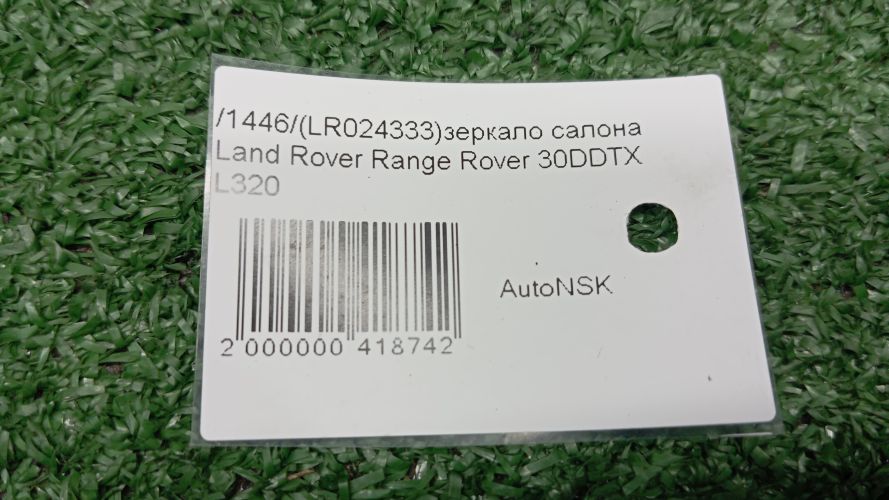 /1446/(LR024333)зеркало салона
Land Rover Range Rover 30DDTX
L320
AutoNSK
2 000000 418742